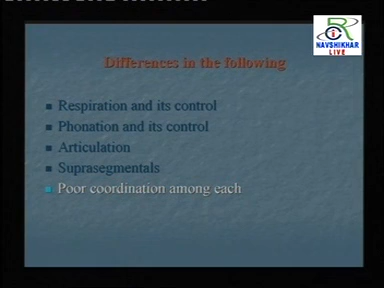 NAVSHIKHAR
LIVE
Differences in the following
Respiration and its control
Phonation and its control
Articulation
Suprasegmentals
Poor coordination among each